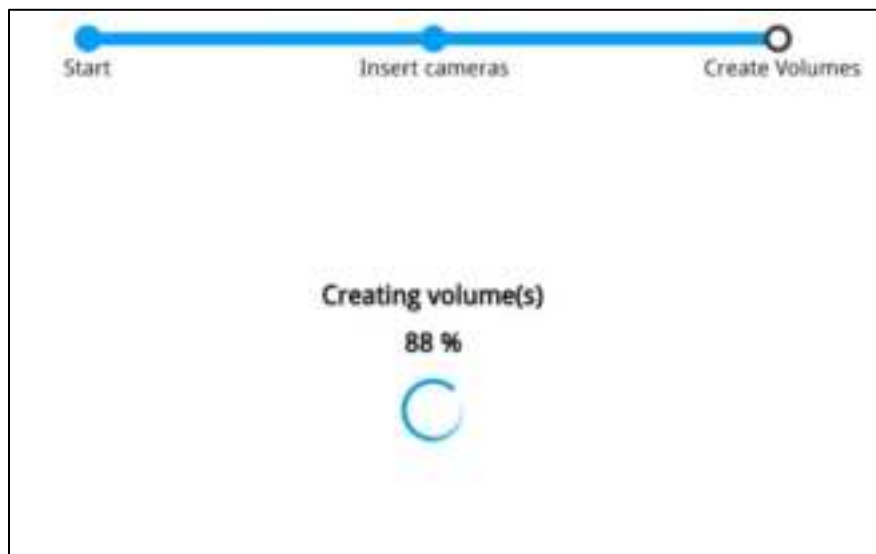 Start
Insert cameras
Create Volumes
Creating volume(s)
88 %